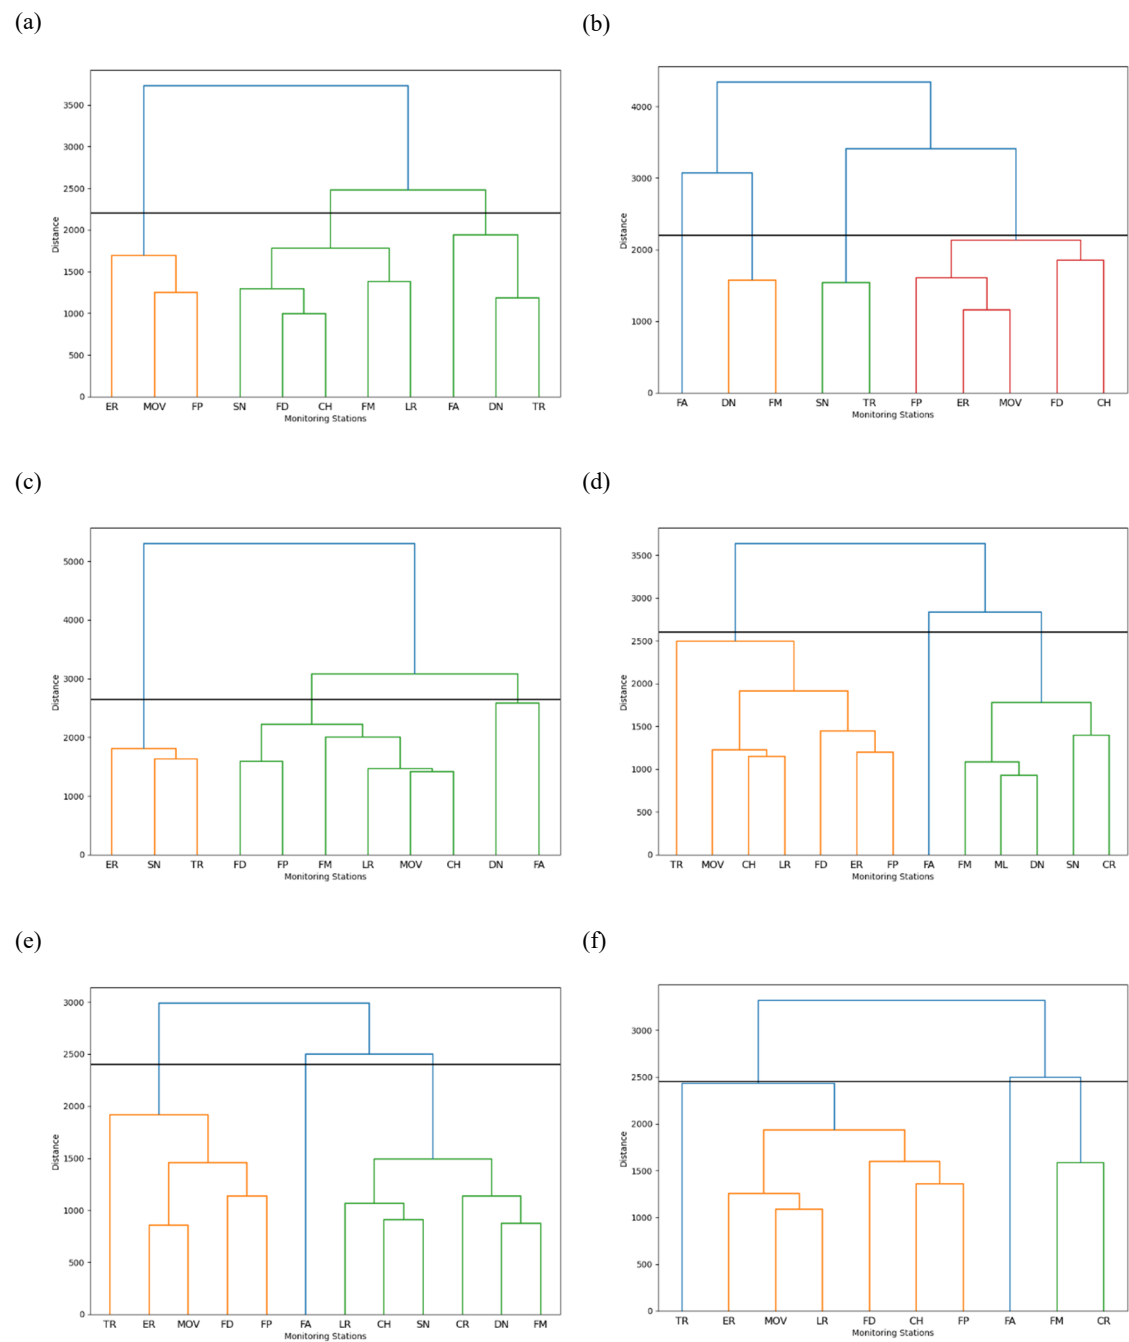 (a)
3500
3000
2500
2000
1500
1000
500
0
Distance
ER MOV FP SN FD CH FM LR FA DN TR
Monitoring Stations
(b)
4000
3000
2000
1000
0
Distance
FA DN FM SN TR FP ER MOV FD CH
Monitoring Stations
(c)
5000
4000
3000
2000
1000
0
Distance
ER SN TR FD FP FM LR MOV CH DN FA
Monitoring Stations
(d)
3500
3000
2500
2000
1500
1000
500
0
Distance
TR MOV CH LR FD ER FP FA FM ML DN SN CR
Monitoring Stations
(e)
3000
2500
2000
1500
1000
500
0
Distance
TR ER MOV FD FP FA LR CH SN CR DN FM
Monitoring Stations
(f)
3000
2500
2000
1500
1000
500
0
Distance
TR ER MOV LR FD CH FP FA FM CR
Monitoring Stations